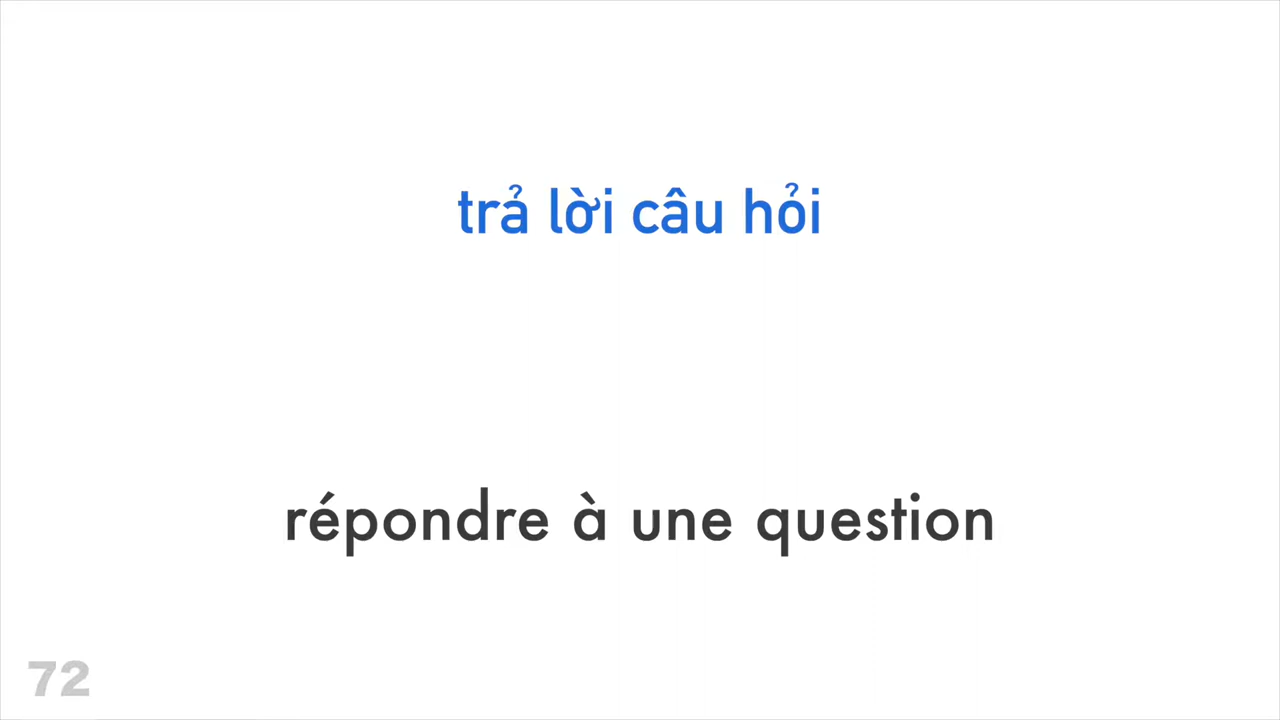 trả lời câu hỏi
répondre à une question
72